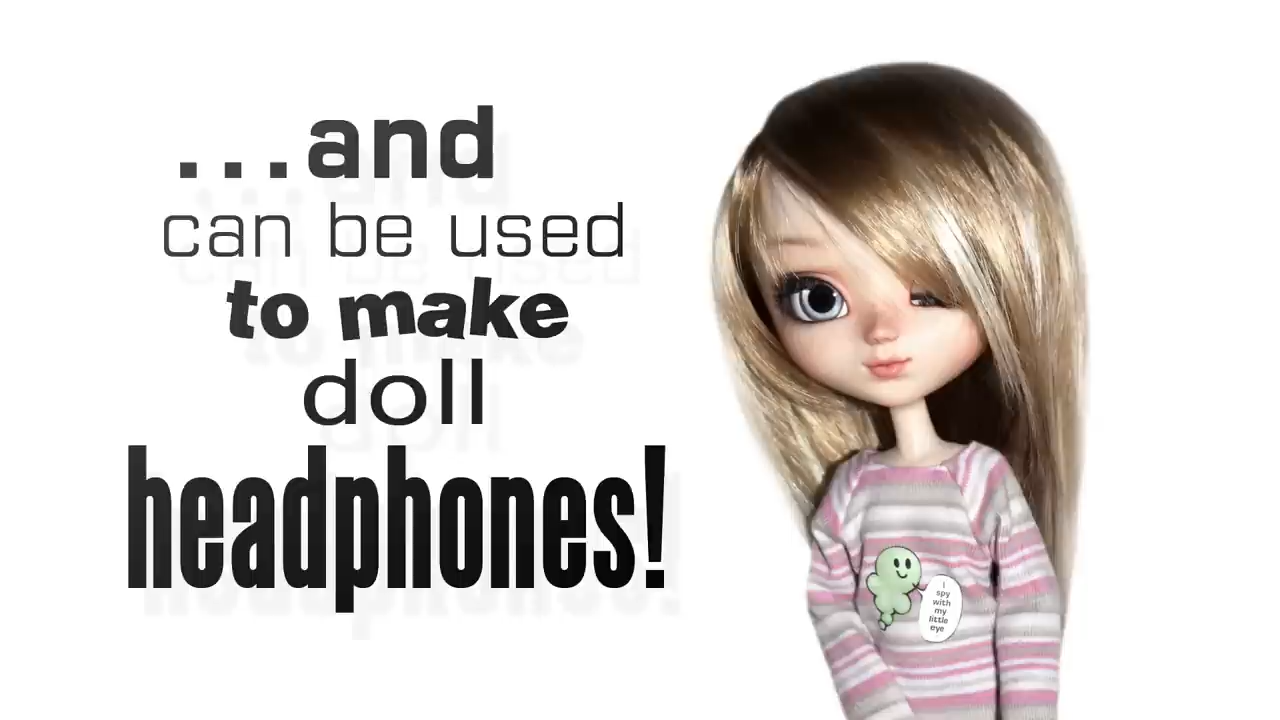 ...and
can be used
to make
doll
headphones!
I
spy
with
my
little
eye